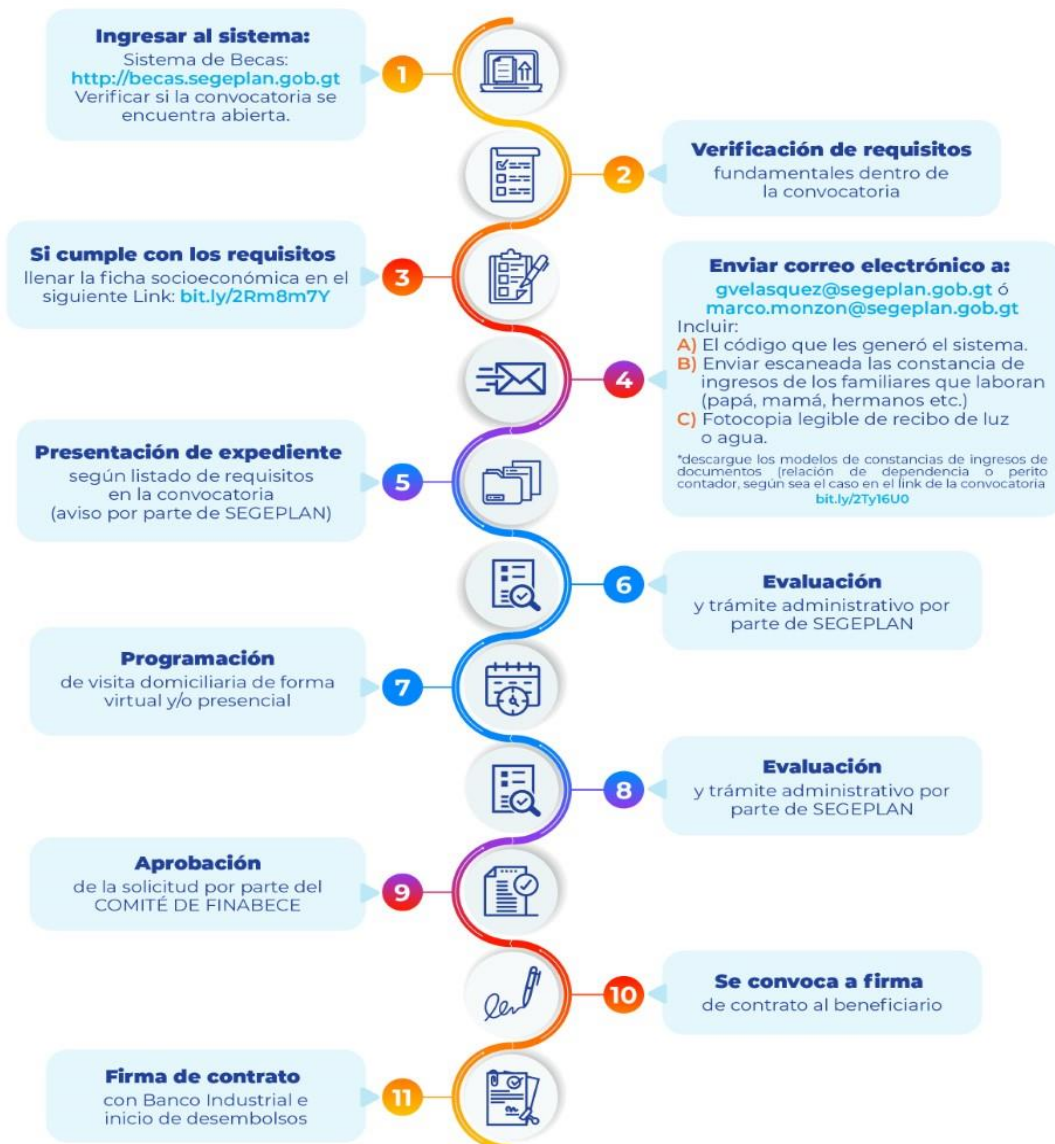 Ingresar al sistema:
Sistema de Becas:
http://becas.segeplan.gob.gt
Verificar si la convocatoria se
encuentra abierta.
1
2
Verificación de requisitos
fundamentales dentro de
la convocatoria
Si cumple con los requisitos
llenar la ficha socioeconómica en el
siguiente Link: bit.ly/2Rm8m7Y
3
4
Enviar correo electrónico a:
gvelasquez@segeplan.gob.gt ó
marco.monzon@segeplan.gob.gt
Incluir:
A) El código que les generó el sistema.
B) Enviar escaneada las constancia de
ingresos de los familiares que laboran
(papá, mamá, hermanos etc.)
C) Fotocopia legible de recibo de luz
o agua.
*descargue los modelos de constancias de ingresos de
documentos (relación de dependencia o perito
contador, según sea el caso en el link de la convocatoria
bit.ly/2Ty16U0
Presentación de expediente
según listado de requisitos
en la convocatoria
(aviso por parte de SEGEPLAN)
5
6
Evaluación
y trámite administrativo por
parte de SEGEPLAN
Programación
de visita domiciliaria de forma
virtual y/o presencial
7
8
Evaluación
y trámite administrativo por
parte de SEGEPLAN
Aprobación
de la solicitud por parte del
COMITÉ DE FINABECE
9
10
Se convoca a firma
de contrato al beneficiario
Firma de contrato
con Banco Industrial e
inicio de desembolsos
11